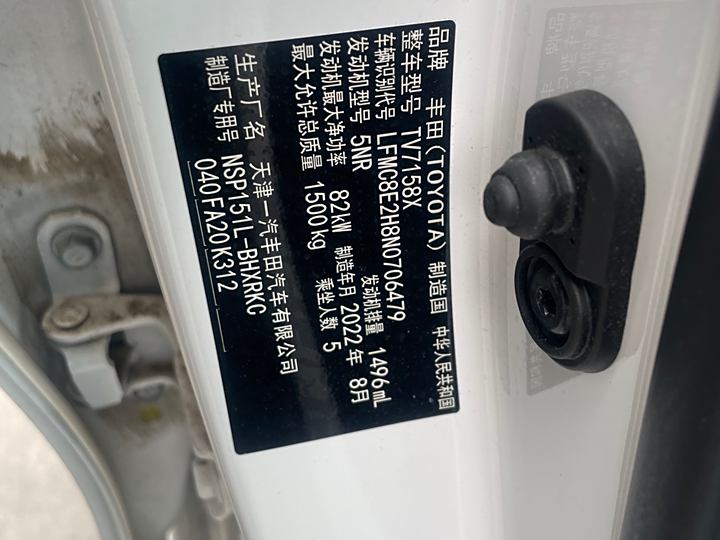 品牌 丰田(TOYOTA) 制造国 中华人民共和国
整车型号 TV7158X
车辆识别代号 LFMC8E2H8N0706479
发动机型号 5NR 发动机排量 1496mL
发动机最大净功率 82kW 制造年月 2022年 8月
最大允许总质量 1500kg 乘坐人数 5
生产厂名 天津一汽丰田汽车有限公司
制造厂专用号 NSP151L-BHXRKC
040FA20K312